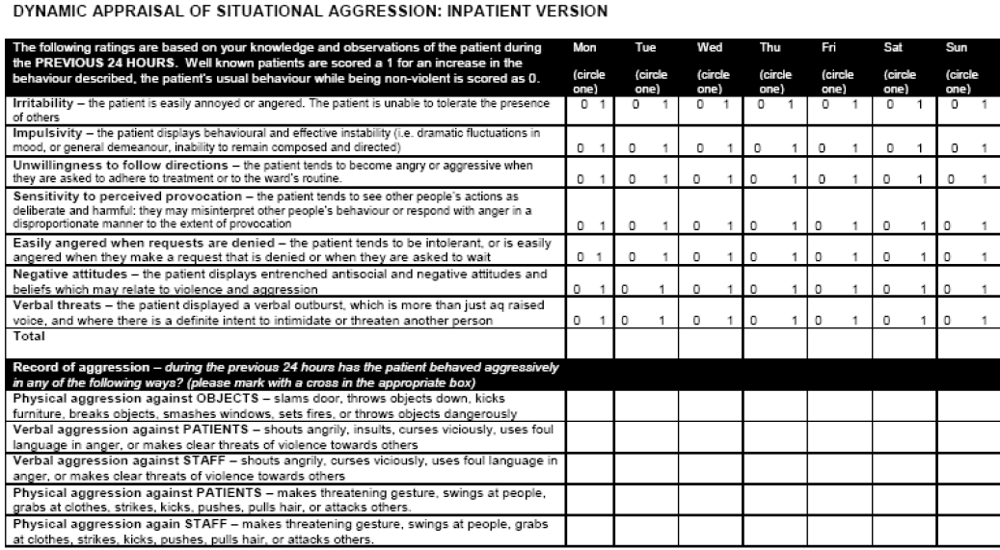 DYNAMIC APPRAISAL OF SITUATIONAL AGGRESSION: INPATIENT VERSION
The following ratings are based on your knowledge and observations of the patient during Mon Tue Wed Thu Fri Sat Sun
the PREVIOUS 24 HOURS. Well known patients are scored a 1 for an increase in the
behaviour described, the patient's usual behaviour while being non-violent is scored as 0. (circle (circle (circle (circle (circle (circle (circle
one) one) one) one) one) one) one)
Irritability – the patient is easily annoyed or angered. The patient is unable to tolerate the presence 0 1 0 1 0 1 0 1 0 1 0 1 0 1
of others
Impulsivity – the patient displays behavioural and effective instability (i.e. dramatic fluctuations in
mood, or general demeanour, inability to remain composed and directed) 0 1 0 1 0 1 0 1 0 1 0 1 0 1
Unwillingness to follow directions – the patient tends to become angry or aggressive when
they are asked to adhere to treatment or to the ward's routine. 0 1 0 1 0 1 0 1 0 1 0 1 0 1
Sensitivity to perceived provocation – the patient tends to see other people's actions as
deliberate and harmful: they may misinterpret other people's behaviour or respond with anger in a
disproportionate manner to the extent of provocation 0 1 0 1 0 1 0 1 0 1 0 1 0 1
Easily angered when requests are denied – the patient tends to be intolerant, or is easily
angered when they make a request that is denied or when they are asked to wait 0 1 0 1 0 1 0 1 0 1 0 1 0 1
Negative attitudes – the patient displays entrenched antisocial and negative attitudes and
beliefs which may relate to violence and aggression 0 1 0 1 0 1 0 1 0 1 0 1 0 1
Verbal threats – the patient displayed a verbal outburst, which is more than just aq raised
voice, and where there is a definite intent to intimidate or threaten another person 0 1 0 1 0 1 0 1 0 1 0 1 0 1
Total
Record of aggression – during the previous 24 hours has the patient behaved aggressively
in any of the following ways? (please mark with a cross in the appropriate box)
Physical aggression against OBJECTS – slams door, throws objects down, kicks
furniture, breaks objects, smashes windows, sets fires, or throws objects dangerously
Verbal aggression against PATIENTS – shouts angrily, insults, curses viciously, uses foul
language in anger, or makes clear threats of violence towards others
Verbal aggression against STAFF – shouts angrily, curses viciously, uses foul language in
anger, or makes clear threats of violence towards others
Physical aggression against PATIENTS – makes threatening gesture, swings at people,
grabs at clothes, strikes, kicks, pushes, pulls hair, or attacks others.
Physical aggression again STAFF – makes threatening gesture, swings at people, grabs
at clothes, strikes, kicks, pushes, pulls hair, or attacks others.